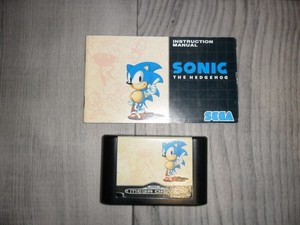 INSTRUCTION
MANUAL
SONIC
THE HEDGEHOG
SEGA